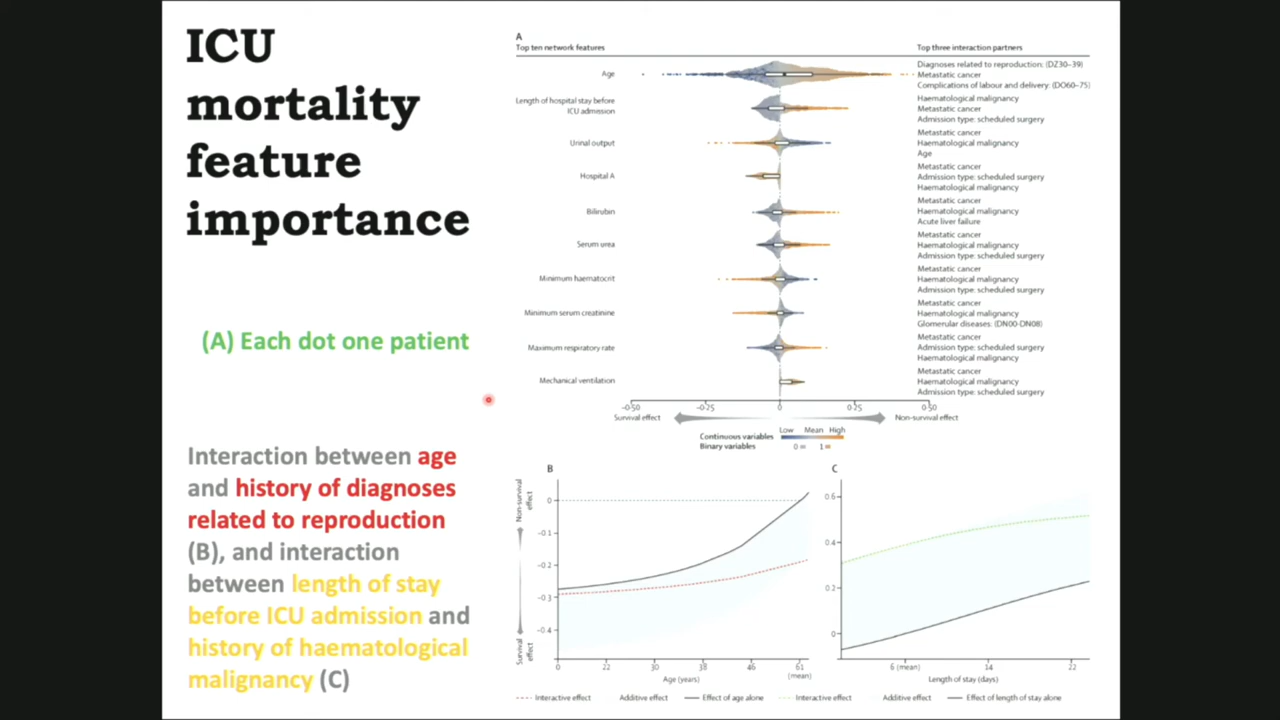 ICU
mortality
feature
importance
(A) Each dot one patient
Interaction between age
and history of diagnoses
related to reproduction
(B), and interaction
between length of stay
before ICU admission and
history of haematological
malignancy (C)
A
Top ten network features
Top three interaction partners
Age
Diagnoses related to reproduction: (DZ30–39)
Metastatic cancer
Complications of labour and delivery: (DO60–75)
Length of hospital stay before
ICU admission
Haematological malignancy
Metastatic cancer
Admission type: scheduled surgery
Urinal output
Metastatic cancer
Haematological malignancy
Age
Hospital A
Metastatic cancer
Admission type: scheduled surgery
Haematological malignancy
Bilirubin
Metastatic cancer
Haematological malignancy
Acute liver failure
Serum urea
Metastatic cancer
Haematological malignancy
Admission type: scheduled surgery
Minimum haematocrit
Metastatic cancer
Haematological malignancy
Admission type: scheduled surgery
Minimum serum creatinine
Metastatic cancer
Haematological malignancy
Glomerular diseases: (DN00-DN08)
Maximum respiratory rate
Metastatic cancer
Admission type: scheduled surgery
Haematological malignancy
Mechanical ventilation
Metastatic cancer
Haematological malignancy
Admission type: scheduled surgery
–0·50 –0·25 0 0·25 0·50
Survival effect
Non-survival effect
Low Mean High
Continuous variables
Binary variables 0 1
B
Non-survival
effect
Survival
effect
0
–0·1
–0·2
–0·3
–0·4
0 22 30 38 46 61
(mean)
Age (years)
Interactive effect Additive effect Effect of age alone
C
0·6
0·4
0·2
0
6 (mean) 14 22
Length of stay (days)
Interactive effect Additive effect Effect of length of stay alone